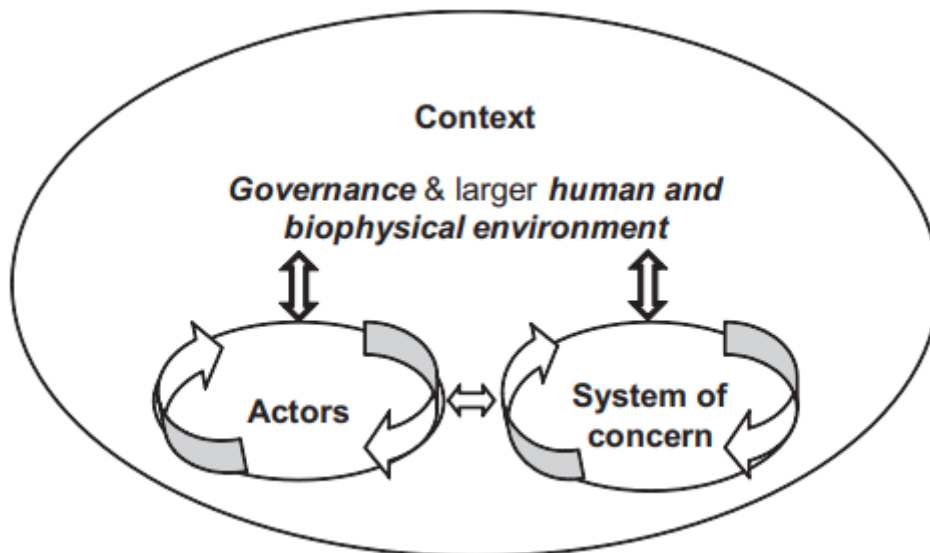 Context
Governance & larger human and
biophysical environment
Actors
System of
concern